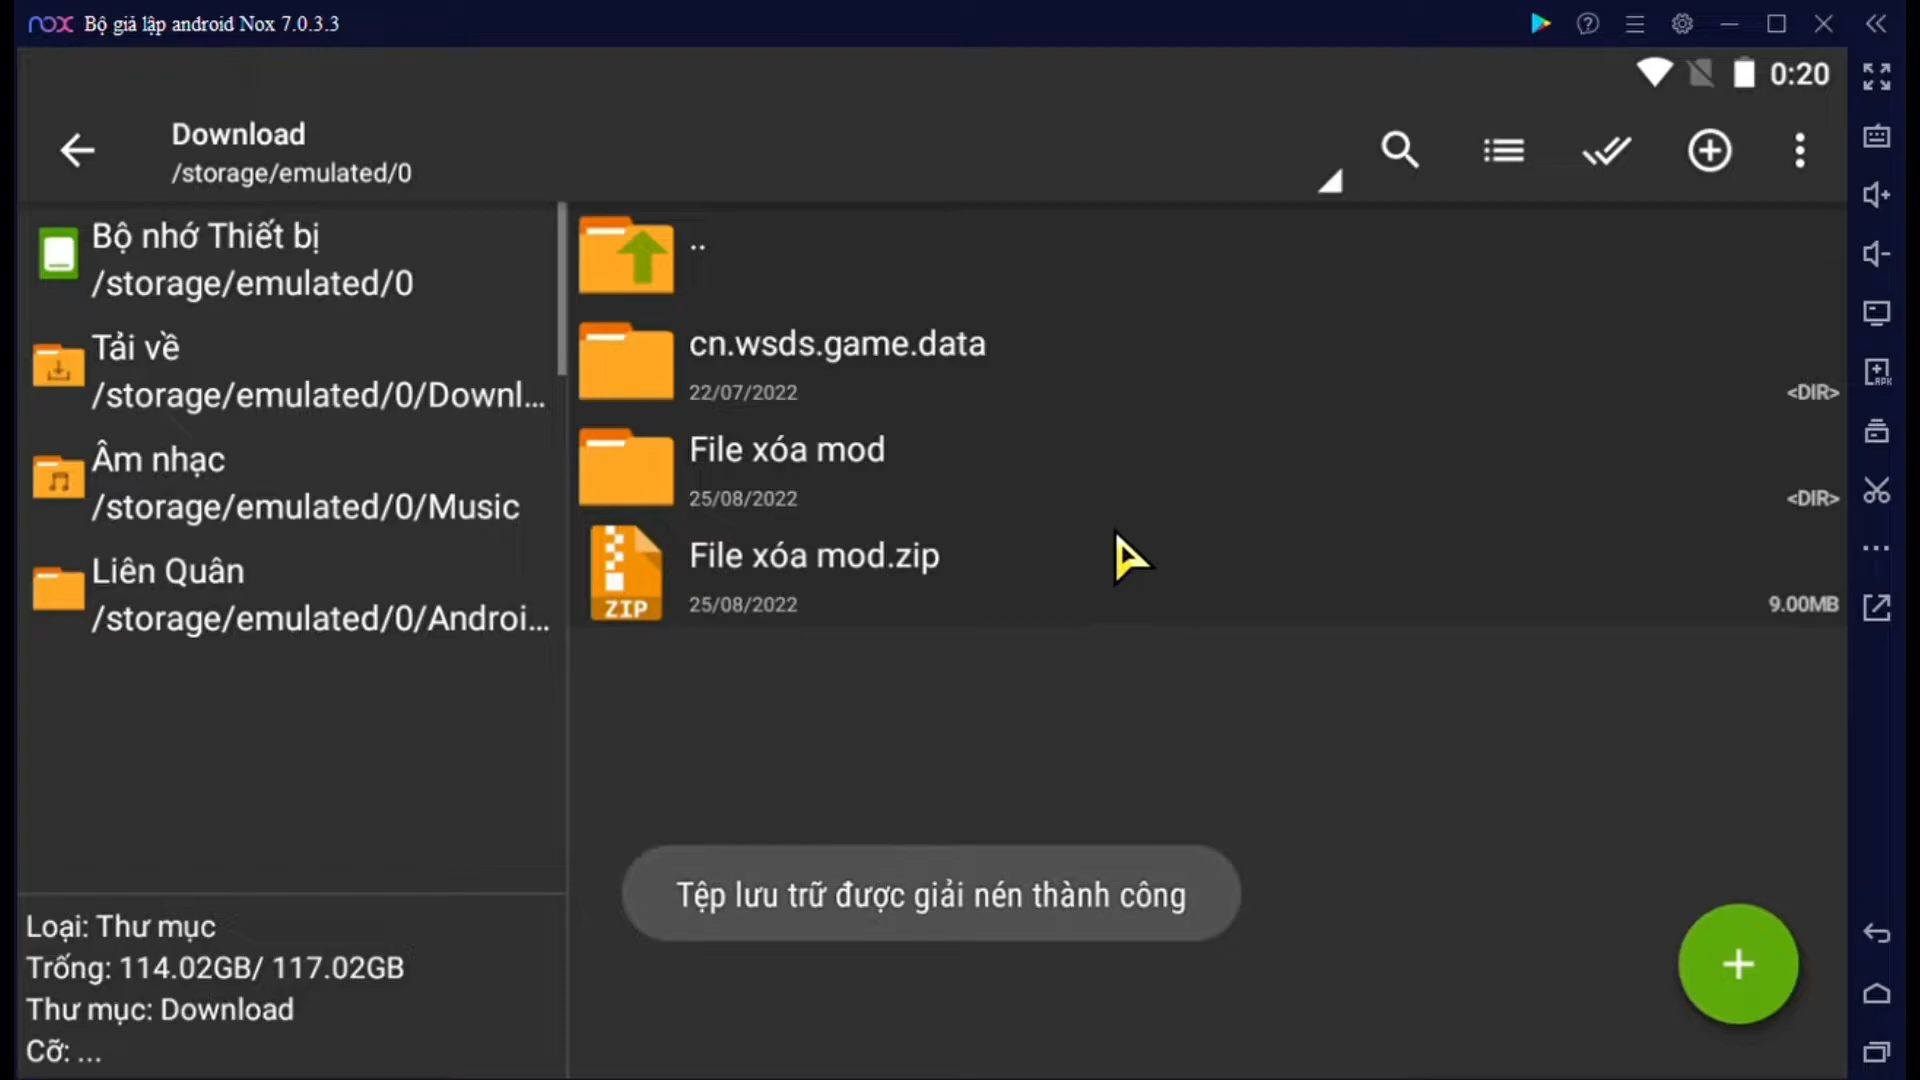 nox Bộ giả lập android Nox 7.0.3.3
0:20
Download
/storage/emulated/0
Bộ nhớ Thiết bị
/storage/emulated/0
Tải về
/storage/emulated/0/Downl...
Âm nhạc
/storage/emulated/0/Music
Liên Quân
/storage/emulated/0/Androi...
Loại: Thư mục
Trống: 114.02GB/ 117.02GB
Thư mục: Download
Cỡ: ...
..
cn.wsds.game.data
22/07/2022
<DIR>
File xóa mod
25/08/2022
<DIR>
File xóa mod.zip
ZIP
25/08/2022
9.00MB
Tệp lưu trữ được giải nén thành công
APK